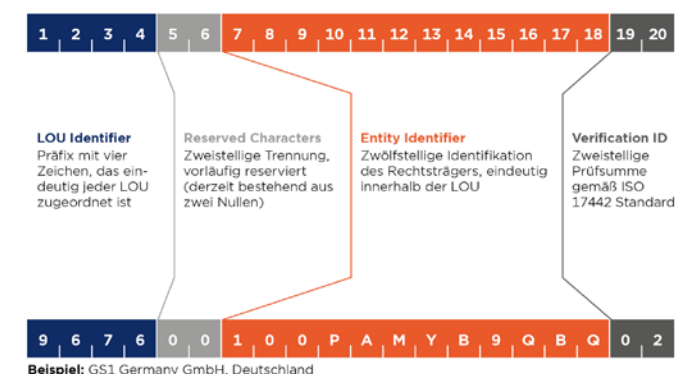 1 2 3 4 5 6 7 8 9 10 11 12 13 14 15 16 17 18 19 20
LOU Identifier
Präfix mit vier
Zeichen, das ein-
deutig jeder LOU
zugeordnet ist
Reserved Characters
Zweistellige Trennung,
vorläufig reserviert
(derzeit bestehend aus
zwei Nullen)
Entity Identifier
Zwölfstellige Identifikation
des Rechtsträgers, eindeutig
innerhalb der LOU
Verification ID
Zweistellige
Prüfsumme
gemäß ISO
17442 Standard
9 6 7 6 0 0 1 0 0 P A M Y B 9 Q B Q 0 2
Beispiel: GS1 Germany GmbH, Deutschland